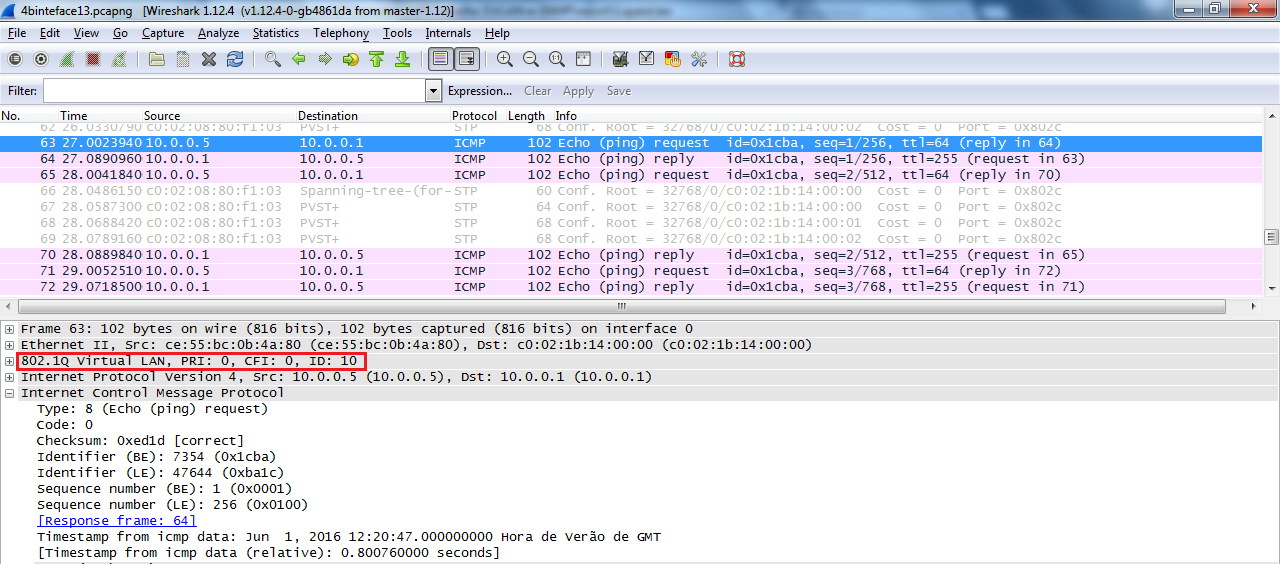 4binteface13.pcapng [Wireshark 1.12.4 (v1.12.4-0-gb4861da from master-1.12)]
File Edit View Go Capture Analyze Statistics Telephony Tools Internals Help
Filter: Expression... Clear Apply Save
No. Time Source Destination Protocol Length Info
62 26.0330790 c0:02:08:80:f1:03 PVST+ STP 68 Conf. Root = 32768/0/c0:02:1b:14:00:02 Cost = 0 Port = 0x802c
63 27.0023940 10.0.0.5 10.0.0.1 ICMP 102 Echo (ping) request id=0x1cba, seq=1/256, ttl=64 (reply in 64)
64 27.0890960 10.0.0.1 10.0.0.5 ICMP 102 Echo (ping) reply id=0x1cba, seq=1/256, ttl=255 (request in 63)
65 28.0041840 10.0.0.5 10.0.0.1 ICMP 102 Echo (ping) request id=0x1cba, seq=2/512, ttl=64 (reply in 70)
66 28.0486150 c0:02:08:80:f1:03 Spanning-tree-(for- STP 60 Conf. Root = 32768/0/c0:02:1b:14:00:00 Cost = 0 Port = 0x802c
67 28.0587300 c0:02:08:80:f1:03 PVST+ STP 64 Conf. Root = 32768/0/c0:02:1b:14:00:00 Cost = 0 Port = 0x802c
68 28.0688420 c0:02:08:80:f1:03 PVST+ STP 68 Conf. Root = 32768/0/c0:02:1b:14:00:01 Cost = 0 Port = 0x802c
69 28.0789160 c0:02:08:80:f1:03 PVST+ STP 68 Conf. Root = 32768/0/c0:02:1b:14:00:02 Cost = 0 Port = 0x802c
70 28.0889840 10.0.0.1 10.0.0.5 ICMP 102 Echo (ping) reply id=0x1cba, seq=2/512, ttl=255 (request in 65)
71 29.0052510 10.0.0.5 10.0.0.1 ICMP 102 Echo (ping) request id=0x1cba, seq=3/768, ttl=64 (reply in 72)
72 29.0718500 10.0.0.1 10.0.0.5 ICMP 102 Echo (ping) reply id=0x1cba, seq=3/768, ttl=255 (request in 71)
Frame 63: 102 bytes on wire (816 bits), 102 bytes captured (816 bits) on interface 0
Ethernet II, Src: ce:55:bc:0b:4a:80 (ce:55:bc:0b:4a:80), Dst: c0:02:1b:14:00:00 (c0:02:1b:14:00:00)
802.1Q Virtual LAN, PRI: 0, CFI: 0, ID: 10
Internet Protocol Version 4, Src: 10.0.0.5 (10.0.0.5), Dst: 10.0.0.1 (10.0.0.1)
Internet Control Message Protocol
Type: 8 (Echo (ping) request)
Code: 0
Checksum: 0xed1d [correct]
Identifier (BE): 7354 (0x1cba)
Identifier (LE): 47644 (0xba1c)
Sequence number (BE): 1 (0x0001)
Sequence number (LE): 256 (0x0100)
[Response frame: 64]
Timestamp from icmp data: Jun 1, 2016 12:20:47.000000000 Hora de Verão de GMT
[Timestamp from icmp data (relative): 0.800760000 seconds]